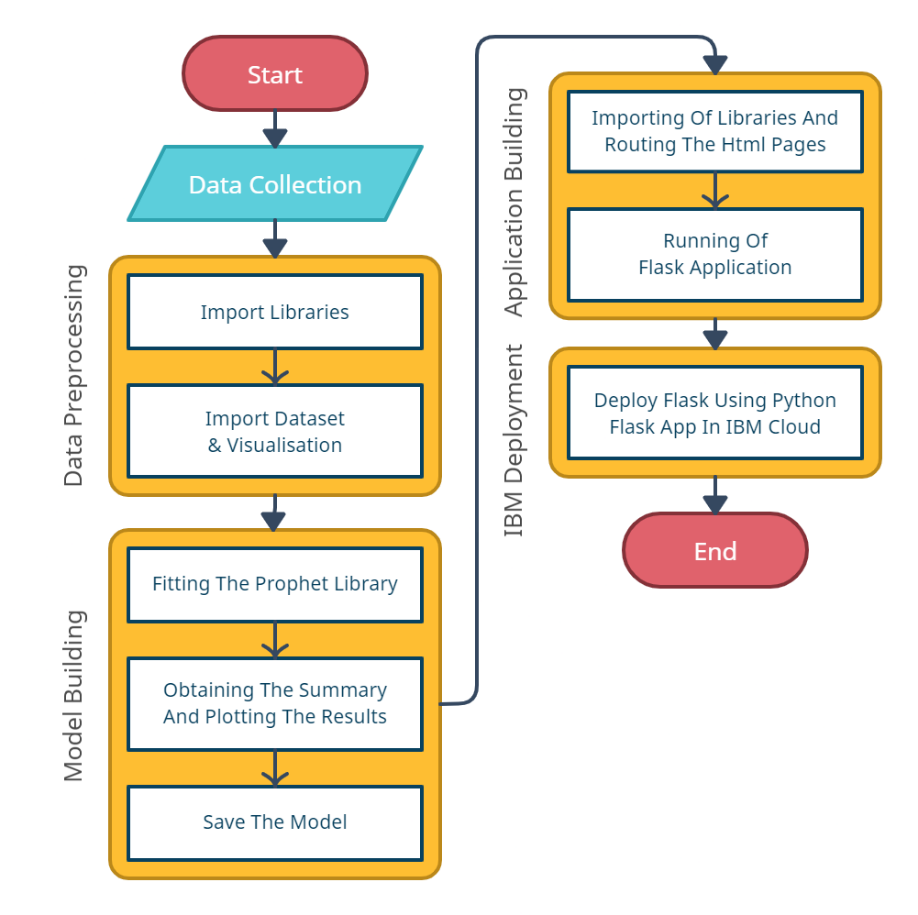 Start
Data Collection
Data Preprocessing
Import Libraries
Import Dataset
& Visualisation
Model Building
Fitting The Prophet Library
Obtaining The Summary
And Plotting The Results
Save The Model
Application Building
Importing Of Libraries And
Routing The Html Pages
Running Of
Flask Application
IBM Deployment
Deploy Flask Using Python
Flask App In IBM Cloud
End